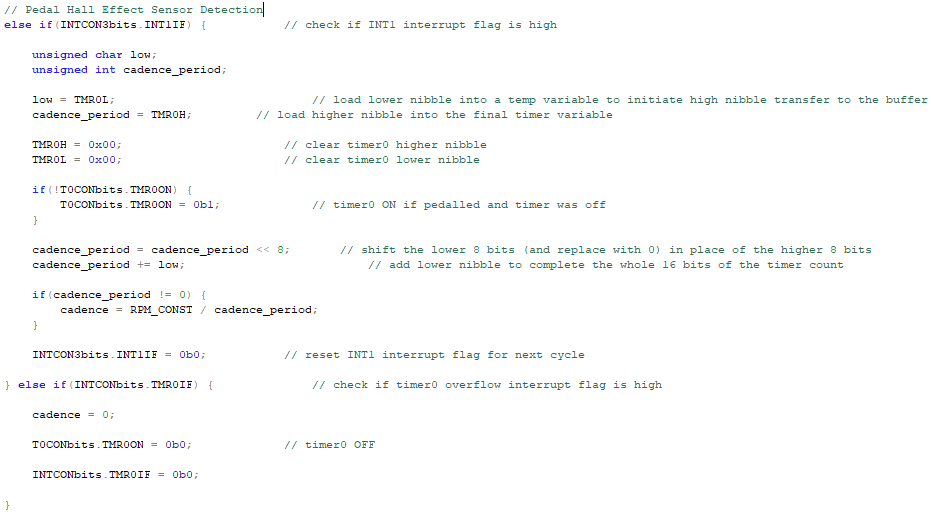 // Pedal Hall Effect Sensor Detection
else if(INTCON3bits.INT1IF) { // check if INT1 interrupt flag is high
unsigned char low;
unsigned int cadence_period;
low = TMR0L; // load lower nibble into a temp variable to initiate high nibble transfer to the buffer
cadence_period = TMR0H; // load higher nibble into the final timer variable
TMR0H = 0x00; // clear timer0 higher nibble
TMR0L = 0x00; // clear timer0 lower nibble
if(!T0CONbits.TMR0ON) {
T0CONbits.TMR0ON = 0b1; // timer0 ON if pedalled and timer was off
}
cadence_period = cadence_period << 8; // shift the lower 8 bits (and replace with 0) in place of the higher 8 bits
cadence_period += low; // add lower nibble to complete the whole 16 bits of the timer count
if(cadence_period != 0) {
cadence = RPM_CONST / cadence_period;
}
INTCON3bits.INT1IF = 0b0; // reset INT1 interrupt flag for next cycle
} else if(INTCONbits.TMR0IF) { // check if timer0 overflow interrupt flag is high
cadence = 0;
T0CONbits.TMR0ON = 0b0; // timer0 OFF
INTCONbits.TMR0IF = 0b0;
}